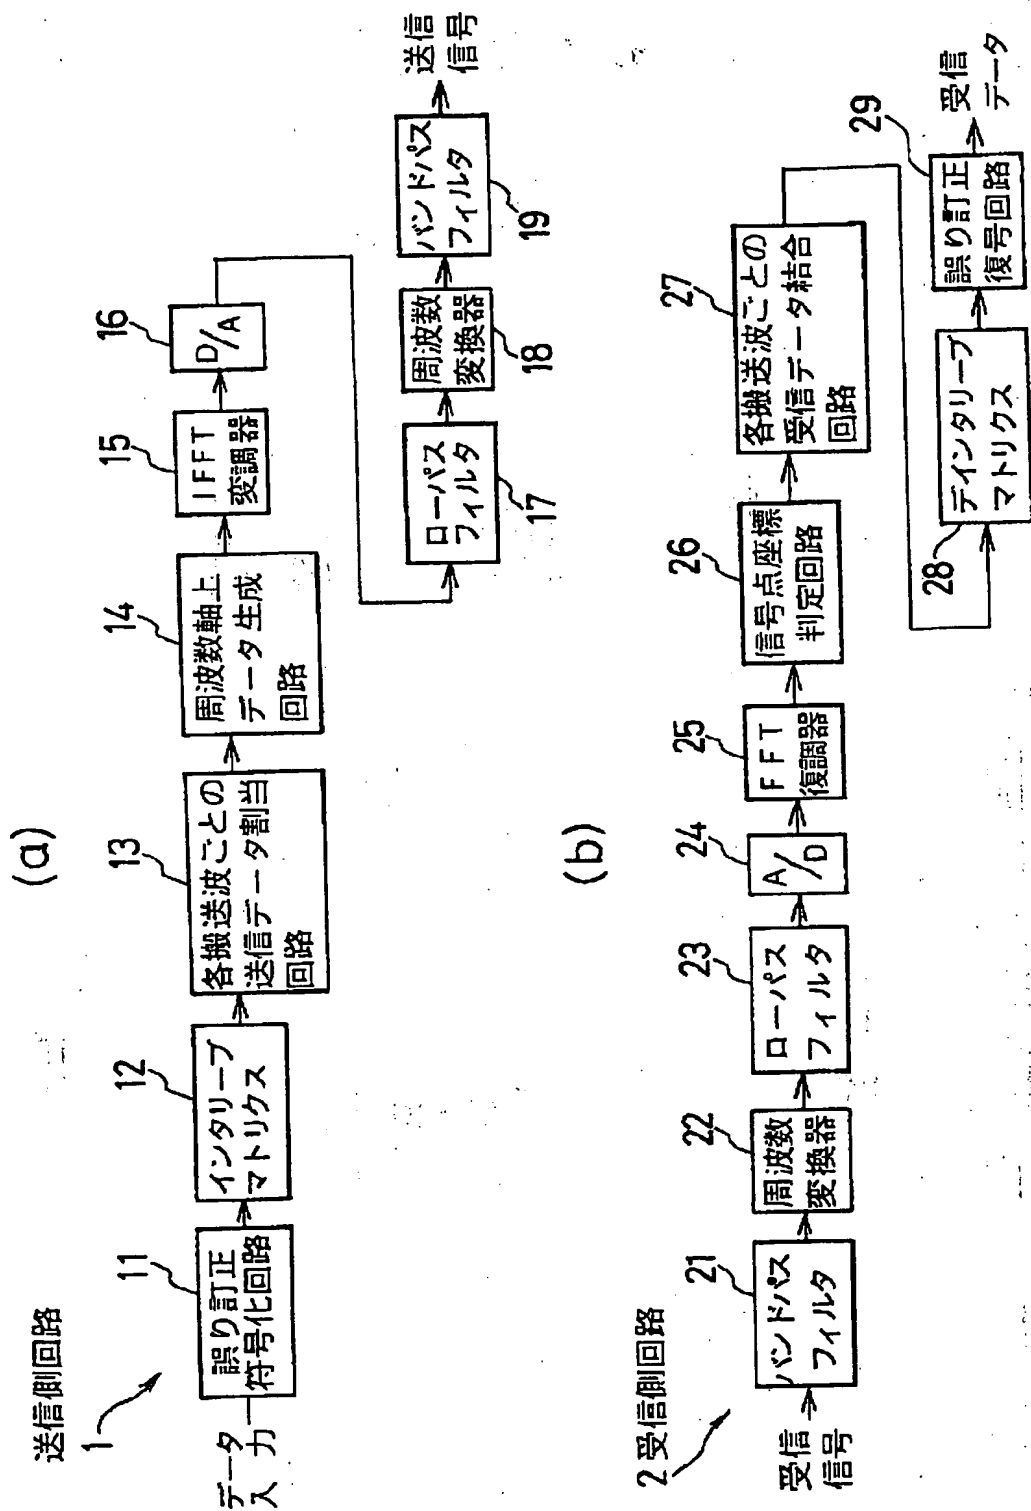 (a)
送信側回路
1
データ
入力
11
誤り訂正
符号化回路
12
インタリーブ
マトリクス
13
各搬送波ごとの
送信データ割当
回路
14
周波数軸上
データ生成
回路
15
IFFT
変調器
16
D/A
17
ローパス
フィルタ
18
周波数
変換器
19
バンドパス
フィルタ
送信
信号
(b)
2 受信側回路
受信
信号
21
バンドパス
フィルタ
22
周波数
変換器
23
ローパス
フィルタ
24
A/D
25
FFT
復調器
26
信号点座標
判定回路
27
各搬送波ごとの
受信データ結合
回路
28
デインタリーブ
マトリクス
29
誤り訂正
復号回路
受信
データ